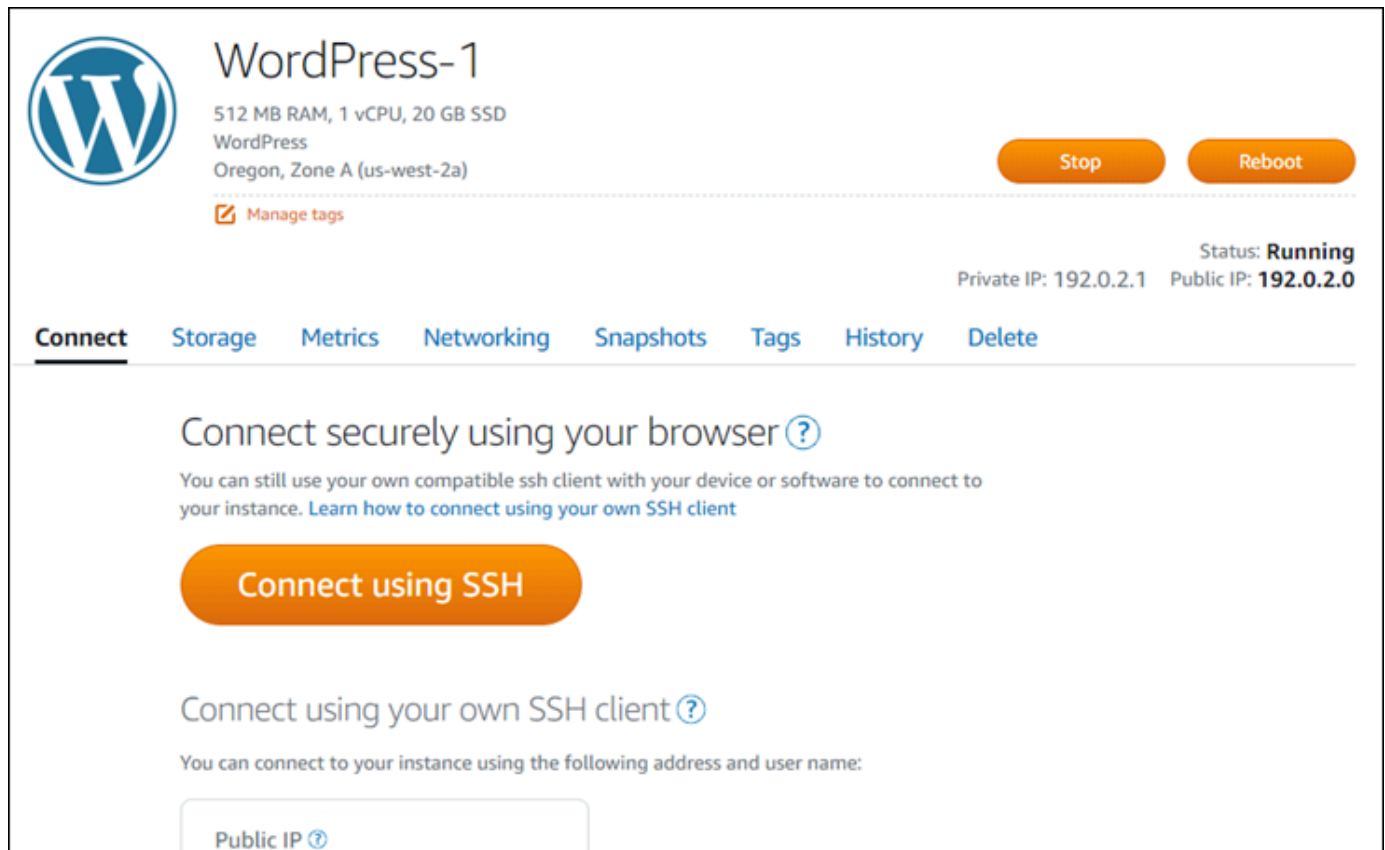 WordPress-1
512 MB RAM, 1 vCPU, 20 GB SSD
WordPress
Oregon, Zone A (us-west-2a)
Stop
Reboot
Manage tags
Status: Running
Private IP: 192.0.2.1 Public IP: 192.0.2.0
Connect Storage Metrics Networking Snapshots Tags History Delete
Connect securely using your browser ?
You can still use your own compatible ssh client with your device or software to connect to
your instance. Learn how to connect using your own SSH client
Connect using SSH
Connect using your own SSH client ?
You can connect to your instance using the following address and user name:
Public IP ?